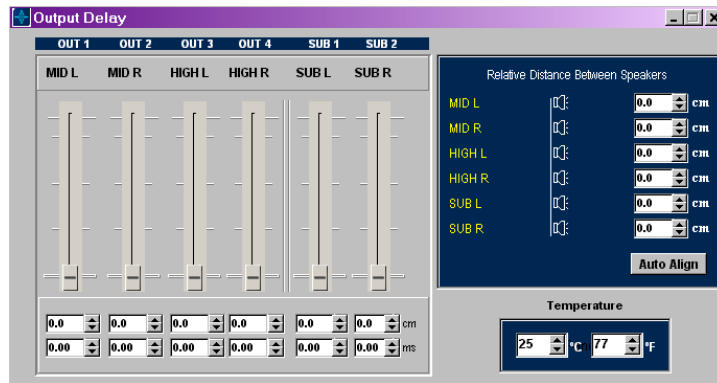 Output Delay
OUT 1 OUT 2 OUT 3 OUT 4 SUB 1 SUB 2
MID L MID R HIGH L HIGH R SUB L SUB R
0.0 0.0 0.0 0.0 0.0 0.0 cm
0.00 0.00 0.00 0.00 0.00 0.00 ms
Relative Distance Between Speakers
MID L 0.0 cm
MID R 0.0 cm
HIGH L 0.0 cm
HIGH R 0.0 cm
SUB L 0.0 cm
SUB R 0.0 cm
Auto Align
Temperature
25 °C 77 °F